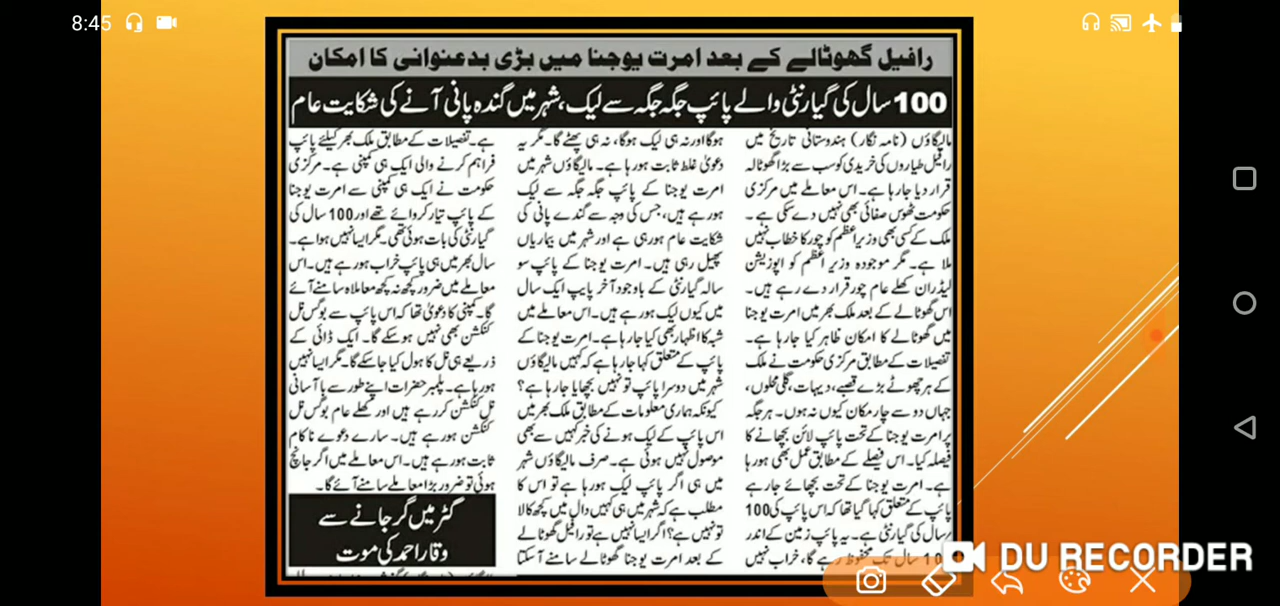 8:45
رافیل گھوٹالے کے بعد امرت یوجنا میں بڑی بدعنوانی کا امکان
100 سال کی گیارنٹی والے پائپ جگہ جگہ سے لیک، شہر میں گندہ پانی آنے کی شکایت عام
مالیگاؤں (نامہ نگار) ہندوستانی تاریخ میں
رافیل طیاروں کی خریدی کو سب سے بڑا گھوٹالہ
قرار دیا جارہا ہے۔ اس معاملے میں مرکزی
حکومت ٹھوس صفائی بھی نہیں دے سکی ہے۔
ملک کے کسی بھی وزیر اعظم کو چور کا خطاب نہیں
ملا ہے۔ مگر موجودہ وزیر اعظم کو اپوزیشن
لیڈران کھلے عام چور قرار دے رہے ہیں۔
اس گھوٹالے کے بعد ملک بھر میں امرت یوجنا
میں گھوٹالے کا امکان ظاہر کیا جارہا ہے۔
تفصیلات کے مطابق مرکزی حکومت نے ملک
کے ہر چھوٹے بڑے قصبے، دیہات، گلی محلوں،
جہاں دو سے چار مکان کیوں نہ ہوں۔ ہر جگہ
پر امرت یوجنا کے تحت پائپ لائن بچھانے کا
فیصلہ کیا۔ اس فیصلے کے مطابق عمل بھی ہورہا
ہے۔ امرت یوجنا کے تحت بچھائے جارہے
پائپ کے متعلق کہا گیا تھا کہ اس پائپ کی 100
سال کی گیارنٹی ہے۔ یہ پائپ زمین کے اندر
سال تک محفوظ رہے گا، خراب نہیں
ہوگا اور نہ ہی لیک ہوگا، نہ ہی پھٹے گا۔ مگر یہ
دعویٰ غلط ثابت ہورہا ہے۔ مالیگاؤں شہر میں
امرت یوجنا کے پائپ جگہ جگہ سے لیک
ہورہے ہیں، جس کی وجہ سے گندے پانی کی
شکایت عام ہورہی ہے اور شہر میں بیماریاں
پھیل رہی ہیں۔ امرت یوجنا کے پائپ سو
سالہ گیارنٹی کے باوجود آخر پائپ ایک سال
میں کیوں لیک ہورہے ہیں۔ اس معاملے میں
شبہ کا اظہار بھی کیا جارہا ہے۔ امرت یوجنا کے
پائپ کے متعلق کہا جارہا ہے کہ کہیں مالیگاؤں
شہر میں دوسرا پائپ تو نہیں بچھایا جارہا ہے؟
کیونکہ ہماری معلومات کے مطابق ملک بھر میں
اس پائپ کے لیک ہونے کی خبر کہیں سے بھی
موصول نہیں ہوئی ہے۔ صرف مالیگاؤں شہر
میں ہی اگر پائپ لیک ہورہا ہے تو اس کا
مطلب ہے کہ شہر میں ہی کہیں دال میں کچھ کالا
تو نہیں ہے؟ اگر ایسا نہیں ہے تو رافیل گھوٹالے
کے بعد امرت یوجنا گھوٹالے سامنے آسکتا
ہے۔ تفصیلات کے مطابق ملک بھر کیلئے پائپ
فراہم کرنے والی ایک ہی کمپنی ہے۔ مرکزی
حکومت نے ایک ہی کمپنی سے امرت یوجنا
کے پائپ تیار کروائے تھے اور 100 سال کی
گیارنٹی کی بات ہوئی تھی۔ مگر ایسا نہیں ہوا ہے۔
سال بھر میں ہی پائپ خراب ہورہے ہیں۔ اس
معاملے میں ضرور کچھ نہ کچھ معاملہ سامنے آئے
گا۔ کمپنی کا دعویٰ تھا کہ اس پائپ سے بوگس نل
کنکشن بھی نہیں ہوسکے گا۔ ایک ڈائی کے
ذریعے ہی نل کا ہول کیا جاسکے گا۔ مگر ایسا نہیں
ہورہا ہے۔ پلمبر حضرات اپنے طور سے با آسانی
نل کنکشن کررہے ہیں اور کھلے عام بوگس نل
کنکشن ہورہے ہیں۔ سارے دعوے ناکام
ثابت ہورہے ہیں۔ اس معاملے میں اگر جانچ
ہوئی تو ضرور بڑا معاملے سامنے آئے گا۔
گٹر میں گر جانے سے
وقار احمد کی موت
DU RECORDER